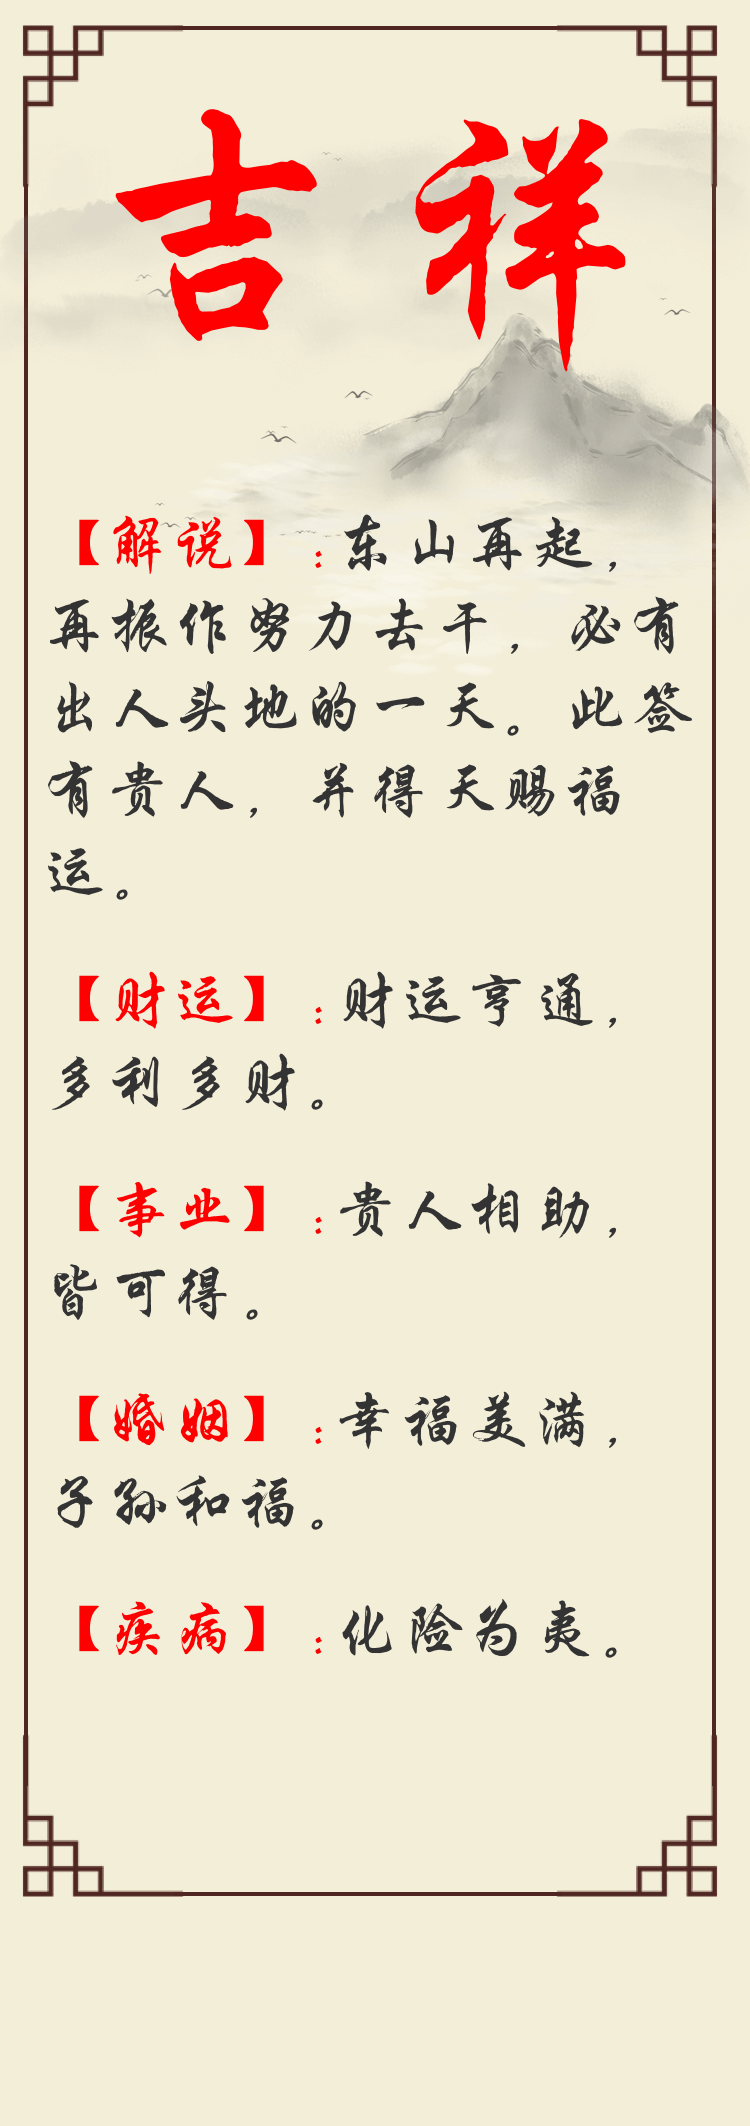 吉祥
【解说】:东山再起,
再振作努力去干,必有
出人头地的一天。此签
有贵人,并得天赐福
运。
【财运】:财运亨通,
多利多财。
【事业】:贵人相助,
皆可得。
【婚姻】:幸福美满,
子孙和福。
【疾病】:化险为夷。